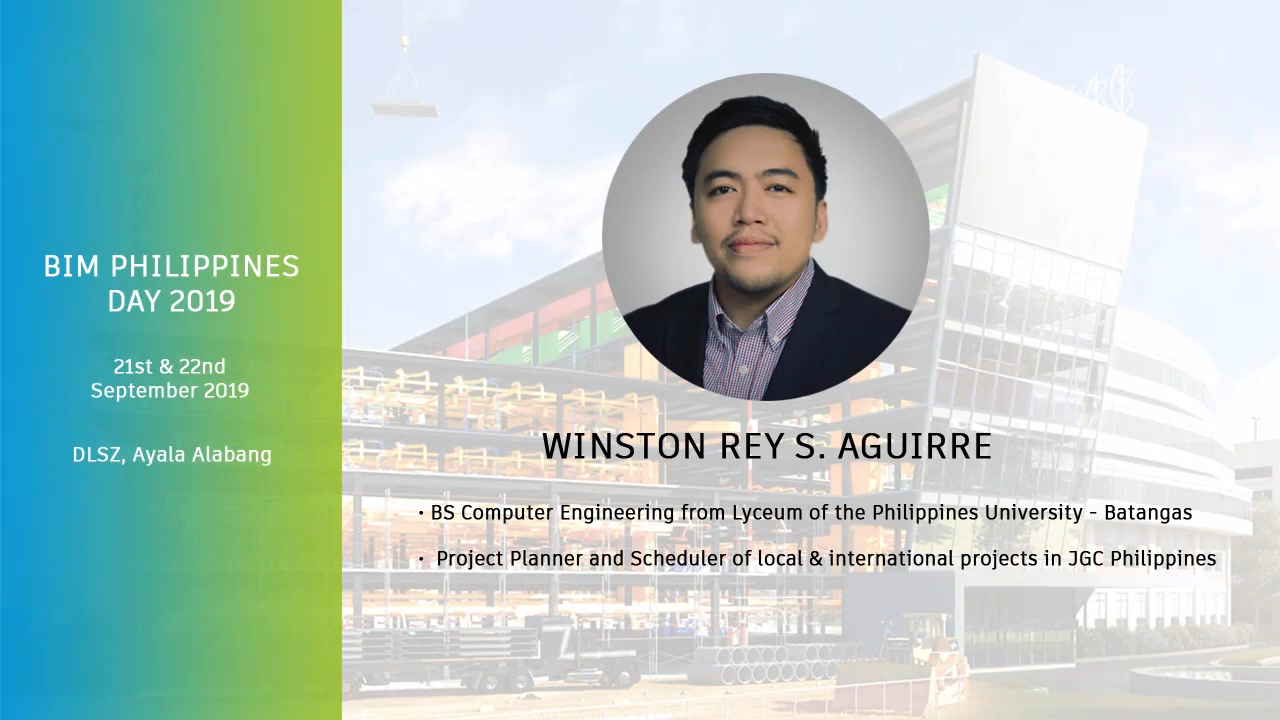 BIM PHILIPPINES
DAY 2019
21st & 22nd
September 2019
DLSZ, Ayala Alabang
WINSTON REY S. AGUIRRE
• BS Computer Engineering from Lyceum of the Philippines University - Batangas
• Project Planner and Scheduler of local & international projects in JGC Philippines